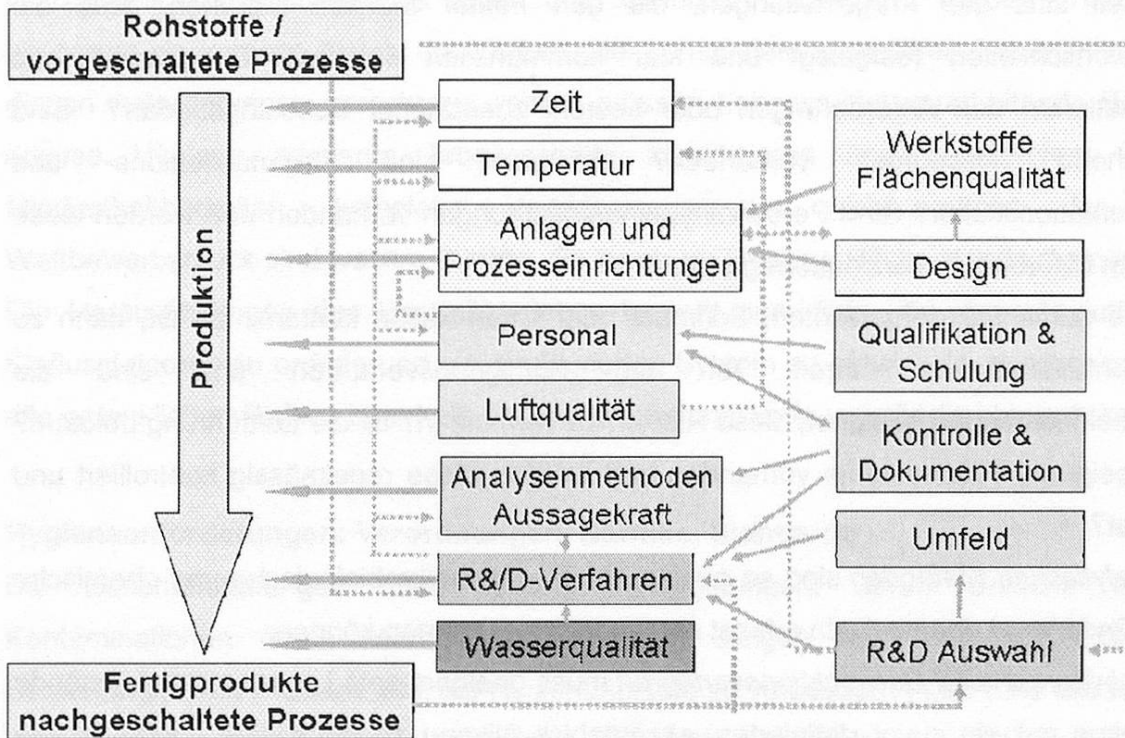 Rohstoffe /
vorgeschaltete Prozesse
Produktion
Zeit
Temperatur
Anlagen und
Prozesseinrichtungen
Personal
Luftqualität
Analysenmethoden
Aussagekraft
R&/D-Verfahren
Wasserqualität
Werkstoffe
Flächenqualität
Design
Qualifikation &
Schulung
Kontrolle &
Dokumentation
Umfeld
R&D Auswahl
Fertigprodukte
nachgeschaltete Prozesse